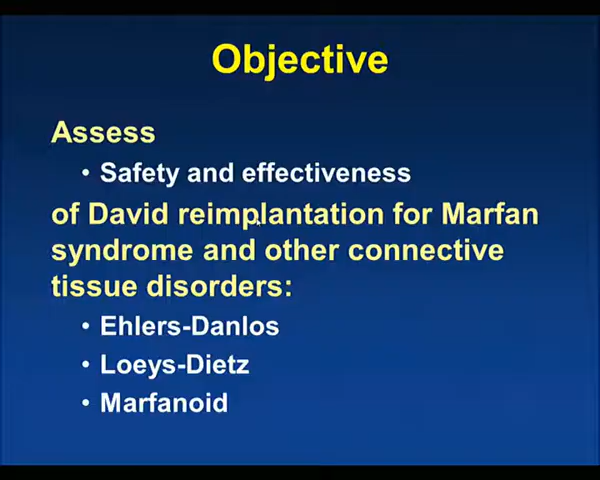 Objective
Assess
• Safety and effectiveness
of David reimplantation for Marfan
syndrome and other connective
tissue disorders:
• Ehlers-Danlos
• Loeys-Dietz
• Marfanoid